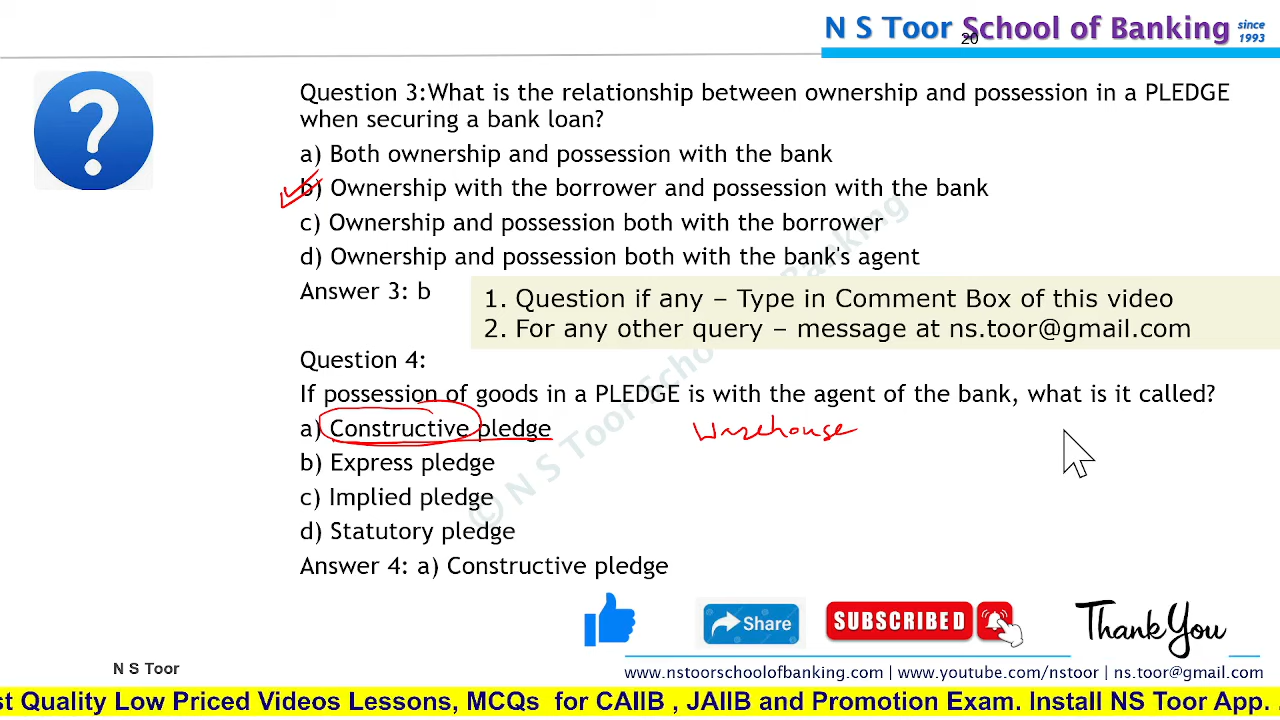 N S Toor School of Banking since 1993
20
Question 3:What is the relationship between ownership and possession in a PLEDGE
when securing a bank loan?
a) Both ownership and possession with the bank
b) Ownership with the borrower and possession with the bank
c) Ownership and possession both with the borrower
d) Ownership and possession both with the bank's agent
Answer 3: b
1. Question if any – Type in Comment Box of this video
2. For any other query – message at ns.toor@gmail.com
Question 4:
If possession of goods in a PLEDGE is with the agent of the bank, what is it called?
a) Constructive pledge
Warehouse
b) Express pledge
c) Implied pledge
d) Statutory pledge
Answer 4: a) Constructive pledge
© N S Toor School of Banking
Share
SUBSCRIBED
Thank You
N S Toor
www.nstoorschoolofbanking.com | www.youtube.com/nstoor | ns.toor@gmail.com
st Quality Low Priced Videos Lessons, MCQs for CAIIB , JAIIB and Promotion Exam. Install NS Toor App.